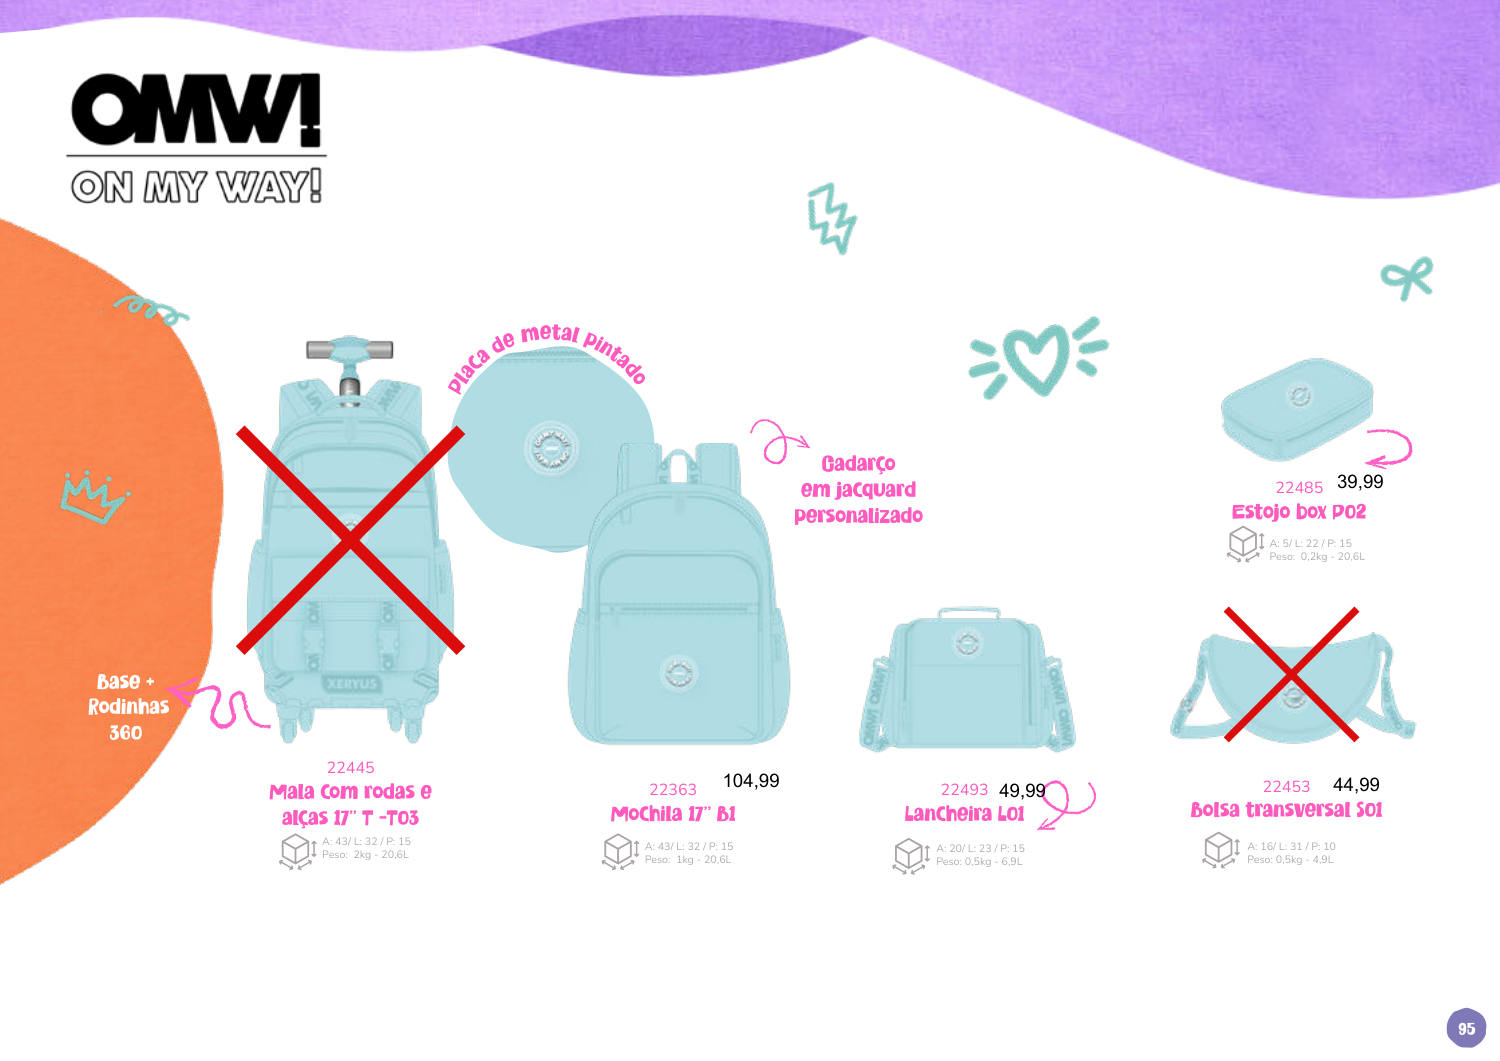 OMW!
ON MY WAY!
Placa de metal pintado
Cadarço
em jacquard
personalizado
22485 39,99
Estojo box P02
A: 5/ L: 22 / P: 15
Peso: 0,2kg - 20,6L
Base +
Rodinhas
360
XERYUS
22445
Mala com rodas e
alças 17" T -T03
A: 43/ L: 32 / P: 15
Peso: 2kg - 20,6L
22363 104,99
Mochila 17" B1
A: 43/ L: 32 / P: 15
Peso: 1kg - 20,6L
OMW!
OMW!
22493 49,99
Lancheira L01
A: 20/ L: 23 / P: 15
Peso: 0,5kg - 6,9L
22453 44,99
Bolsa transversal S01
A: 16/ L: 31 / P: 10
Peso: 0,5kg - 4,9L
95